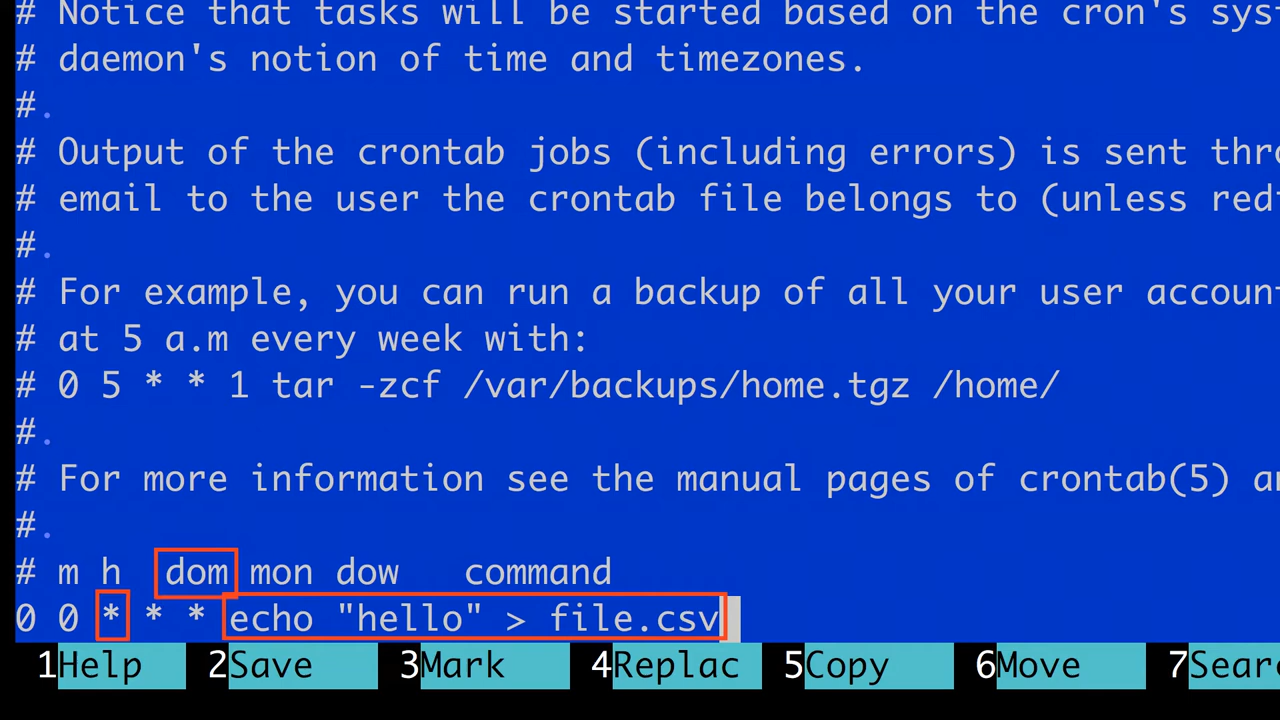 # Notice that tasks will be started based on the cron's sys
# daemon's notion of time and timezones.
#.
# Output of the crontab jobs (including errors) is sent thr
# email to the user the crontab file belongs to (unless red
#.
# For example, you can run a backup of all your user accoun
# at 5 a.m every week with:
# 0 5 * * 1 tar -zcf /var/backups/home.tgz /home/
#.
# For more information see the manual pages of crontab(5) a
#.
# m h dom mon dow command
0 0 * * * echo "hello" > file.csv
1Help 2Save 3Mark 4Replac 5Copy 6Move 7Sear